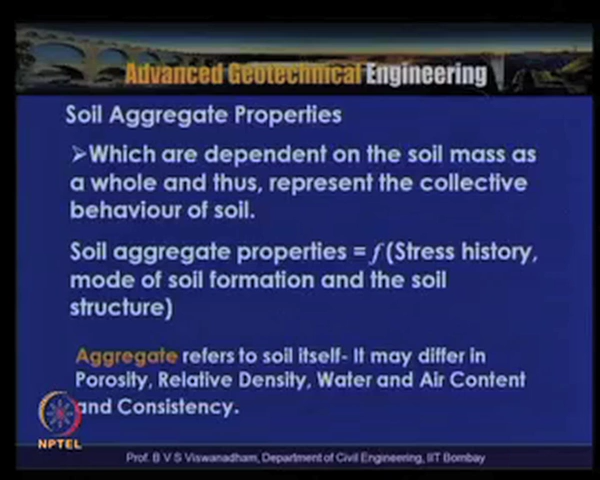 Advanced Geotechnical Engineering
Soil Aggregate Properties
➢Which are dependent on the soil mass as
a whole and thus, represent the collective
behaviour of soil.
Soil aggregate properties = f (Stress history,
mode of soil formation and the soil
structure)
Aggregate refers to soil itself- It may differ in
Porosity, Relative Density, Water and Air Content
and Consistency.
NPTEL
Prof. B V S Viswanadham, Department of Civil Engineering, IIT Bombay